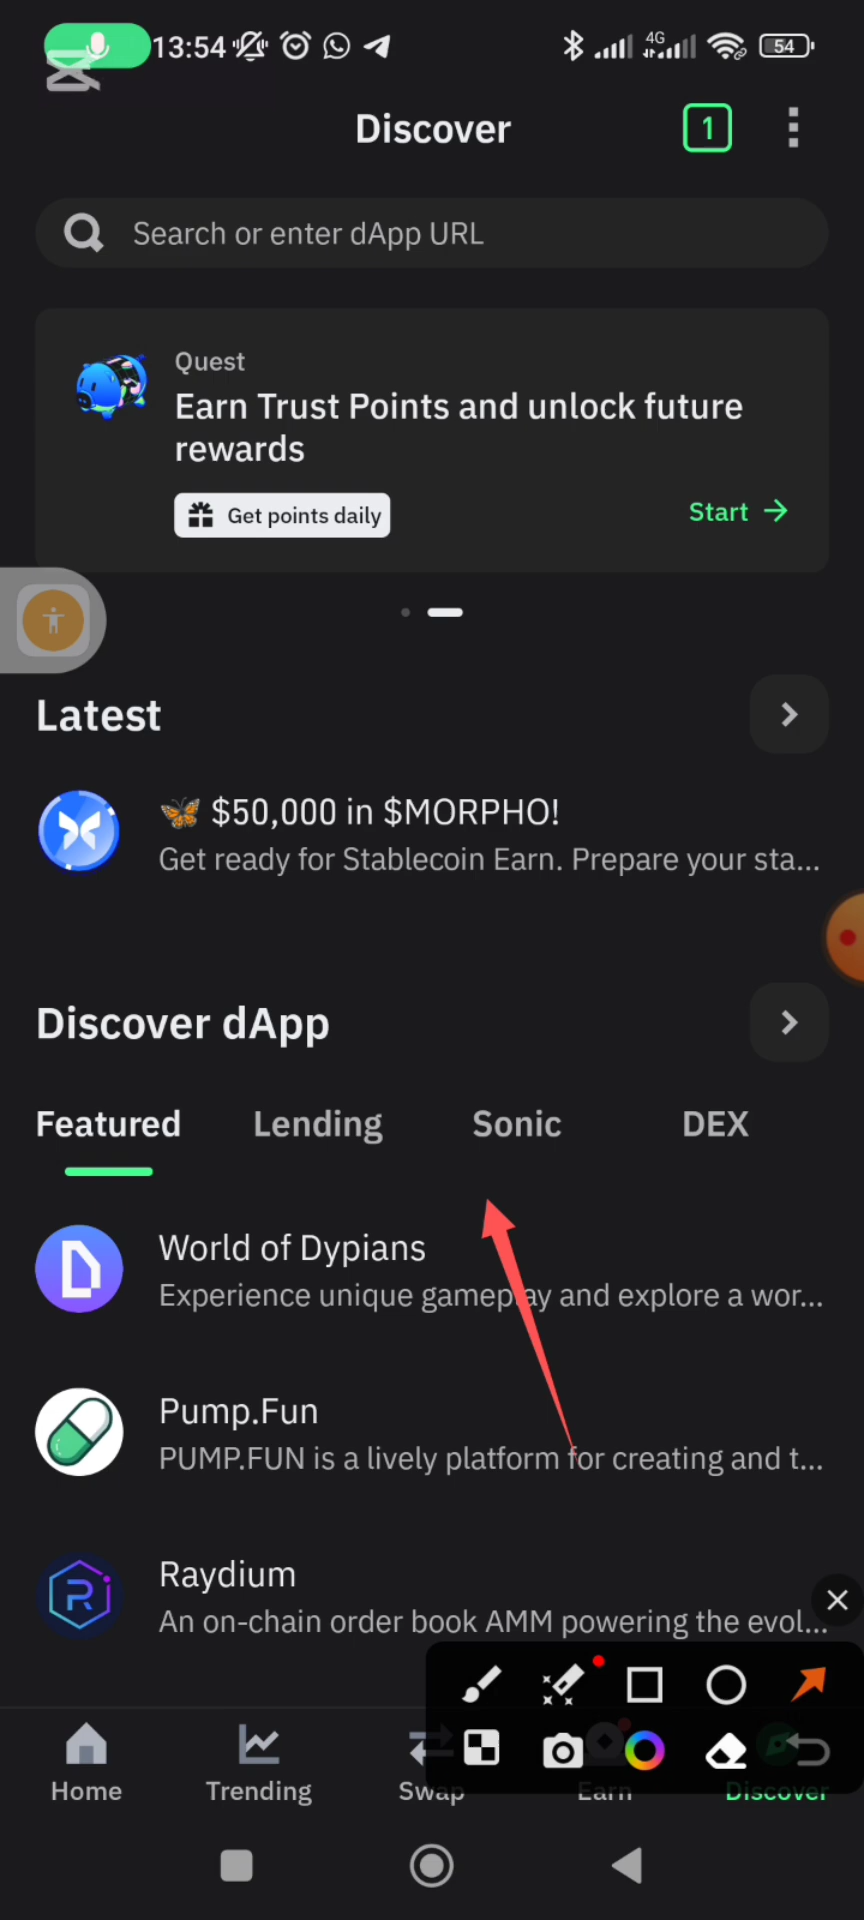 13:54 4G 54
Discover 1
Search or enter dApp URL
Quest
Earn Trust Points and unlock future
rewards
Get points daily Start
Latest
$50,000 in $MORPHO!
Get ready for Stablecoin Earn. Prepare your sta...
Discover dApp
Featured Lending Sonic DEX
World of Dypians
Experience unique gameplay and explore a wor...
Pump.Fun
PUMP.FUN is a lively platform for creating and t...
Raydium
An on-chain order book AMM powering the evol...
Home Trending Swap Earn Discover